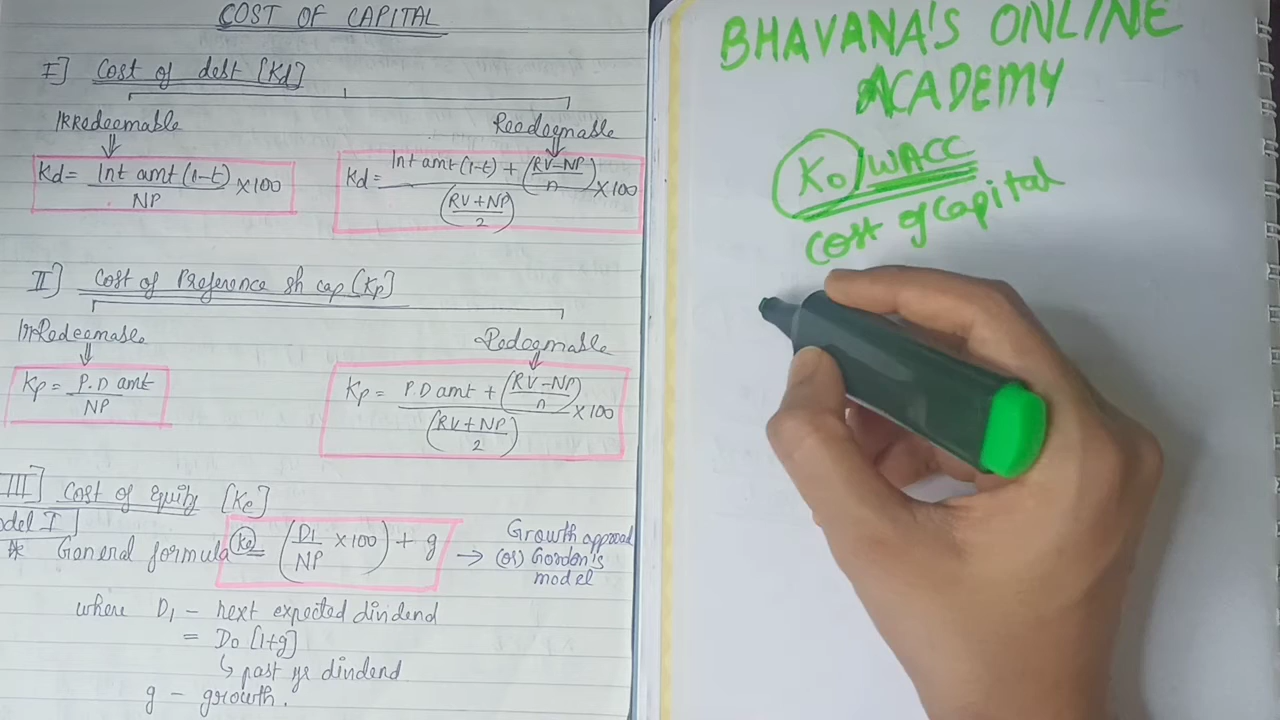 COST OF CAPITAL
I] Cost of debt [Kd]
IRRedeemable
Kd = Int amt (1-t) / NP × 100
Reedeemable
Kd = Int amt (1-t) + (RV-NP / n) / (RV+NP / 2) × 100
II] Cost of Preference sh cap [Kp]
IrrRedeemable
Kp = P.D amt / NP
Redeemable
Kp = P.D amt + (RV-NP / n) / (RV+NP / 2) × 100
III] Cost of Equity [Ke]
odel I
* General formula Ke = (D1 / NP × 100) + g → Growth approad
(or) Gordon's
model
where D1 - next expected dividend
= D0 [1+g]
↳ past yr dividend
g - growth.
BHAVANA'S ONLINE
ACADEMY
Ko/WACC
Cost of Capital